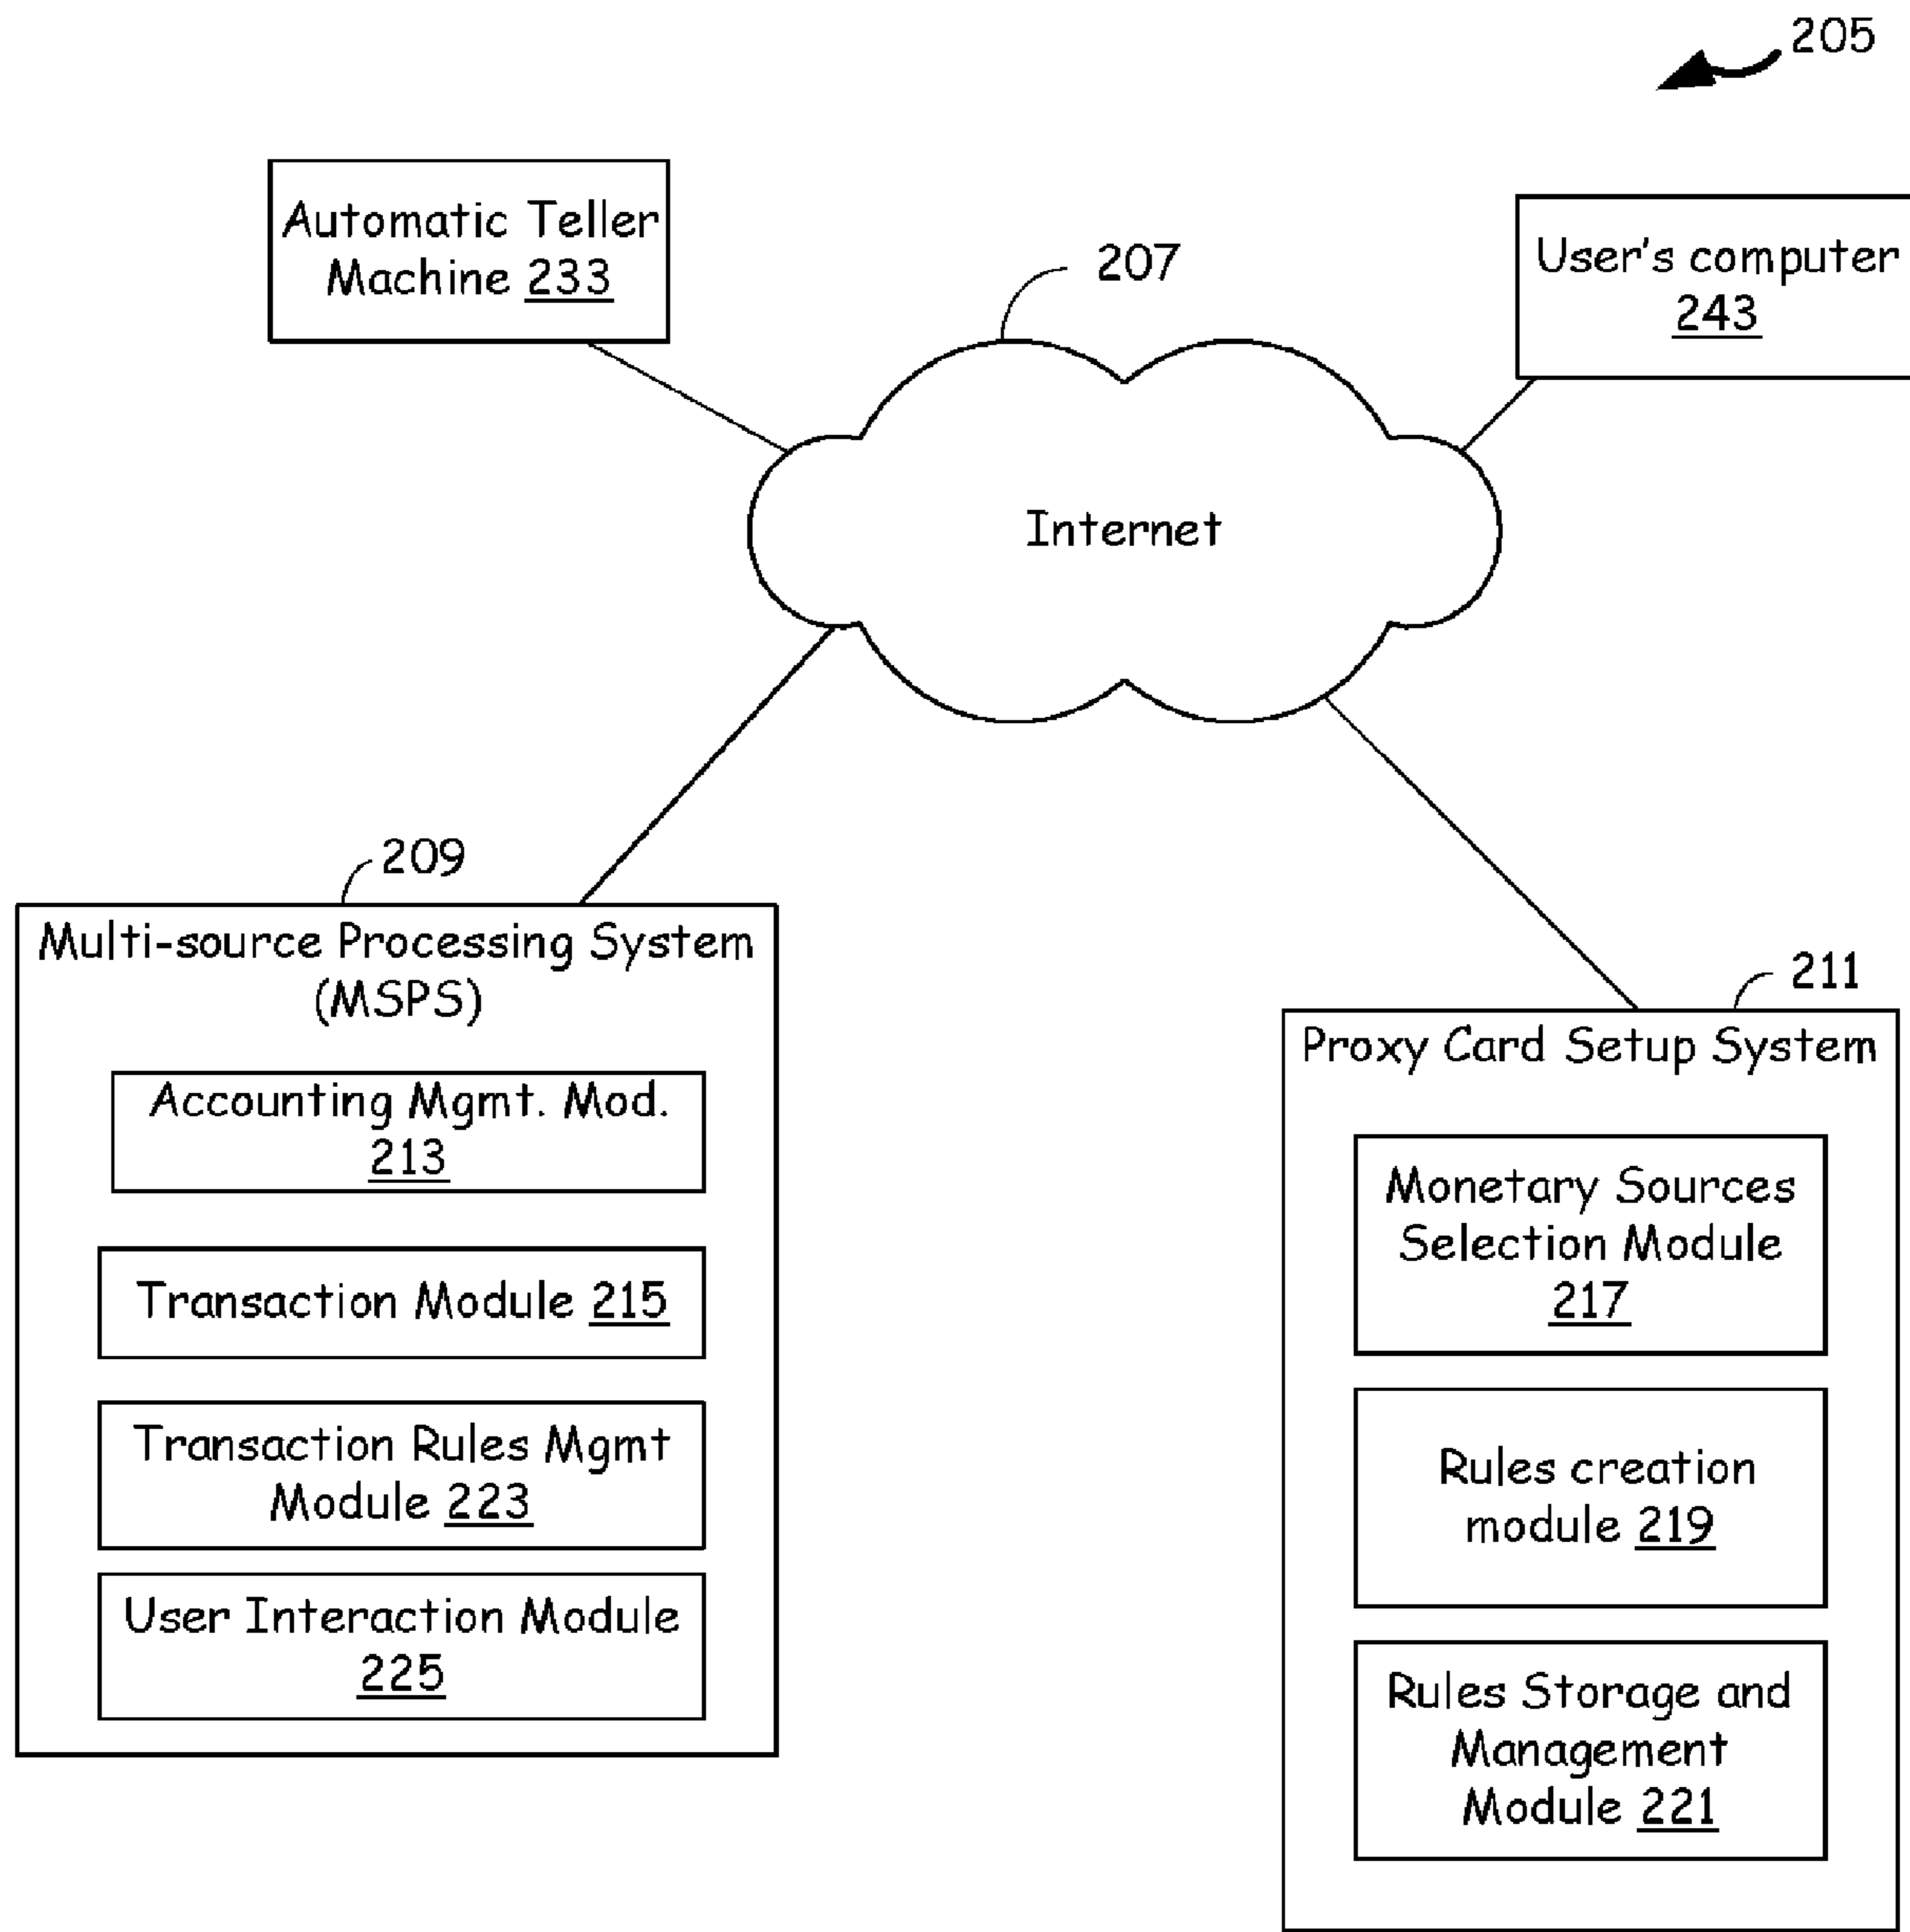 205
Automatic Teller
Machine 233
207
User's computer
243
Internet
209
Multi-source Processing System
(MSPS)
Accounting Mgmt. Mod.
213
Transaction Module 215
Transaction Rules Mgmt
Module 223
User Interaction Module
225
211
Proxy Card Setup System
Monetary Sources
Selection Module
217
Rules creation
module 219
Rules Storage and
Management
Module 221